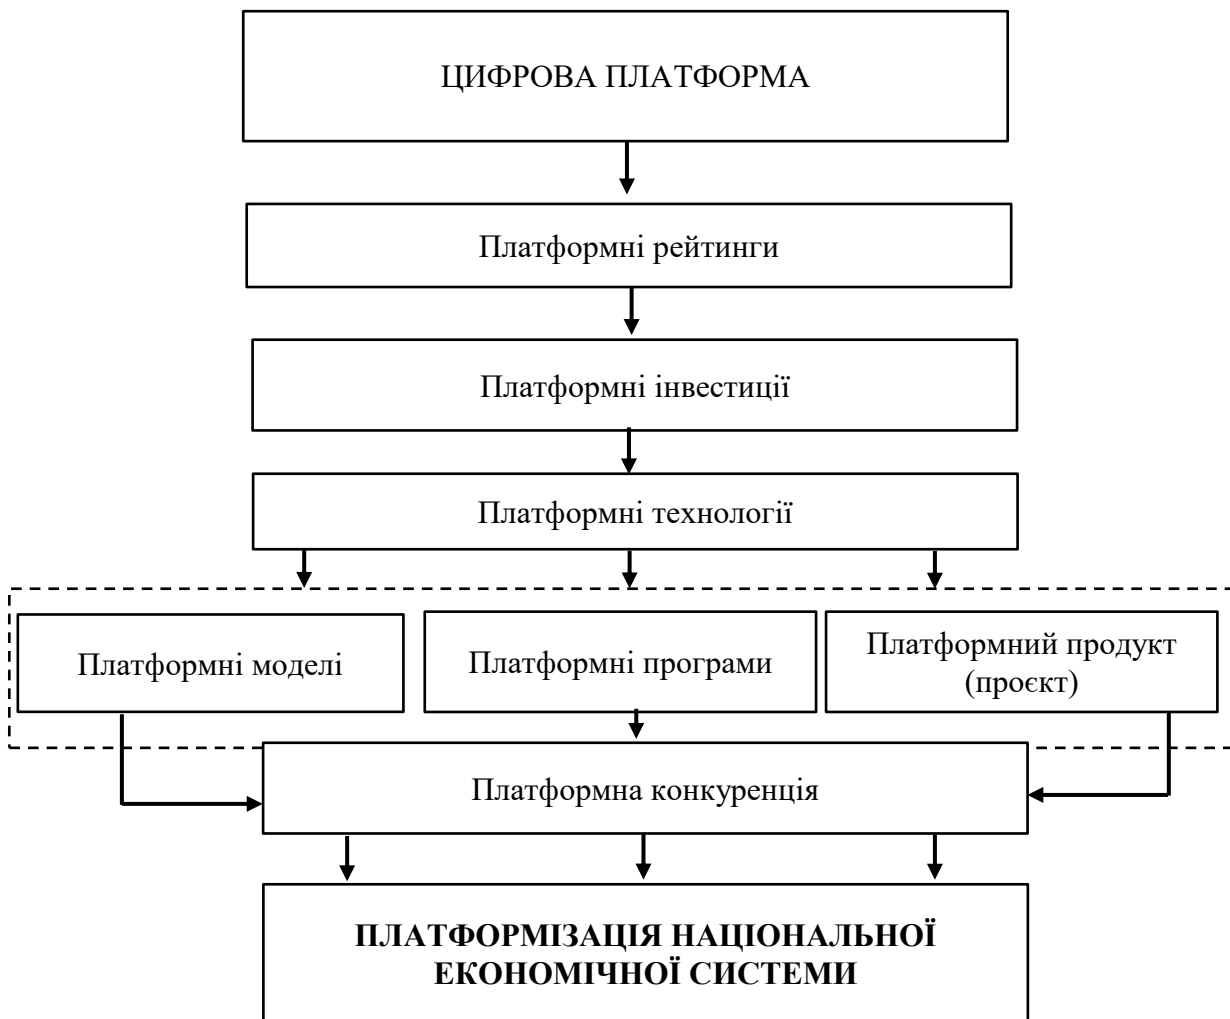 ЦИФРОВА ПЛАТФОРМА
Платформні рейтинги
Платформні інвестиції
Платформні технології
Платформні моделі
Платформні програми
Платформний продукт
(проєкт)
Платформна конкуренція
ПЛАТФОРМІЗАЦІЯ НАЦІОНАЛЬНОЇ
ЕКОНОМІЧНОЇ СИСТЕМИ